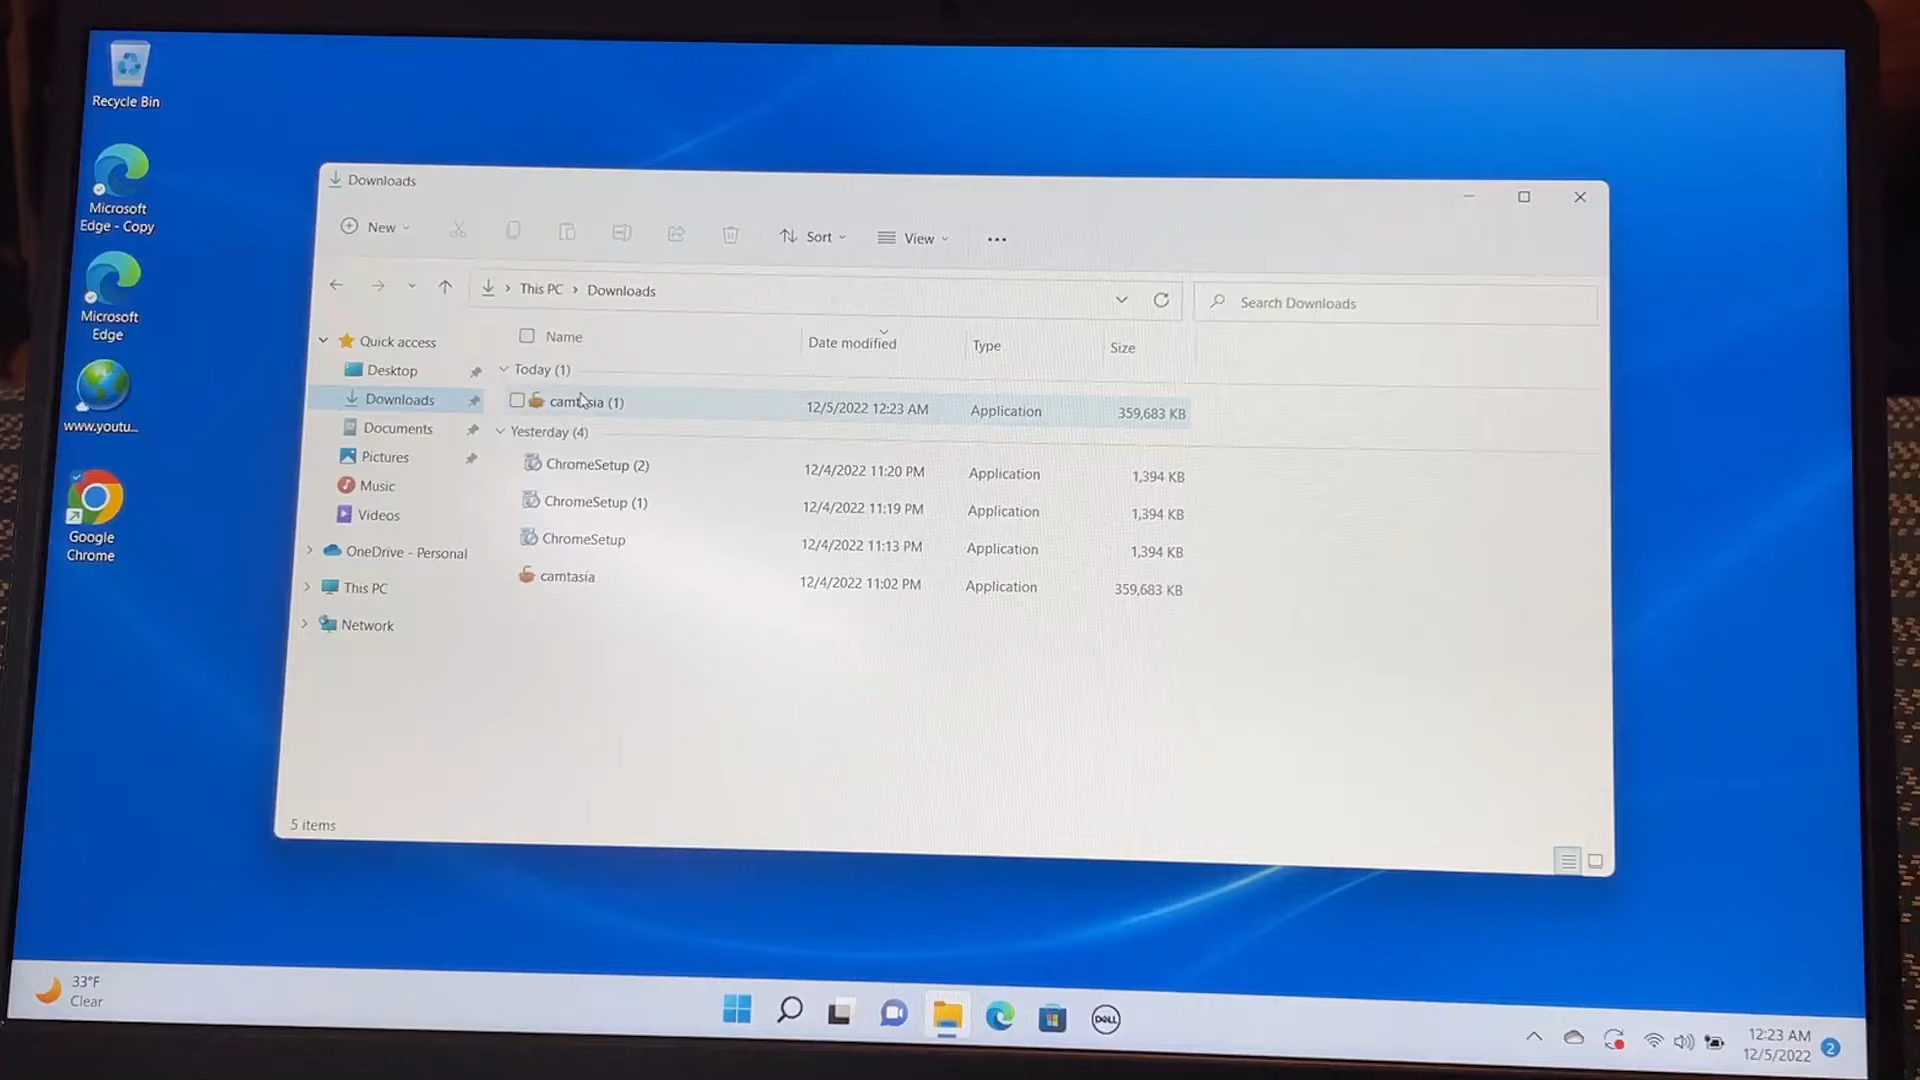 Recycle Bin
Microsoft
Edge - Copy
Microsoft
Edge
www.youtu...
Google
Chrome
Downloads
New
Sort
View
This PC
Downloads
Search Downloads
Quick access
Desktop
Downloads
Documents
Pictures
Music
Videos
OneDrive - Personal
This PC
Network
Name Date modified Type Size
Today (1)
camtasia (1) 12/5/2022 12:23 AM Application 359,683 KB
Yesterday (4)
ChromeSetup (2) 12/4/2022 11:20 PM Application 1,394 KB
ChromeSetup (1) 12/4/2022 11:19 PM Application 1,394 KB
ChromeSetup 12/4/2022 11:13 PM Application 1,394 KB
camtasia 12/4/2022 11:02 PM Application 359,683 KB
5 items
33°F
Clear
DELL
12:23 AM
12/5/2022
2